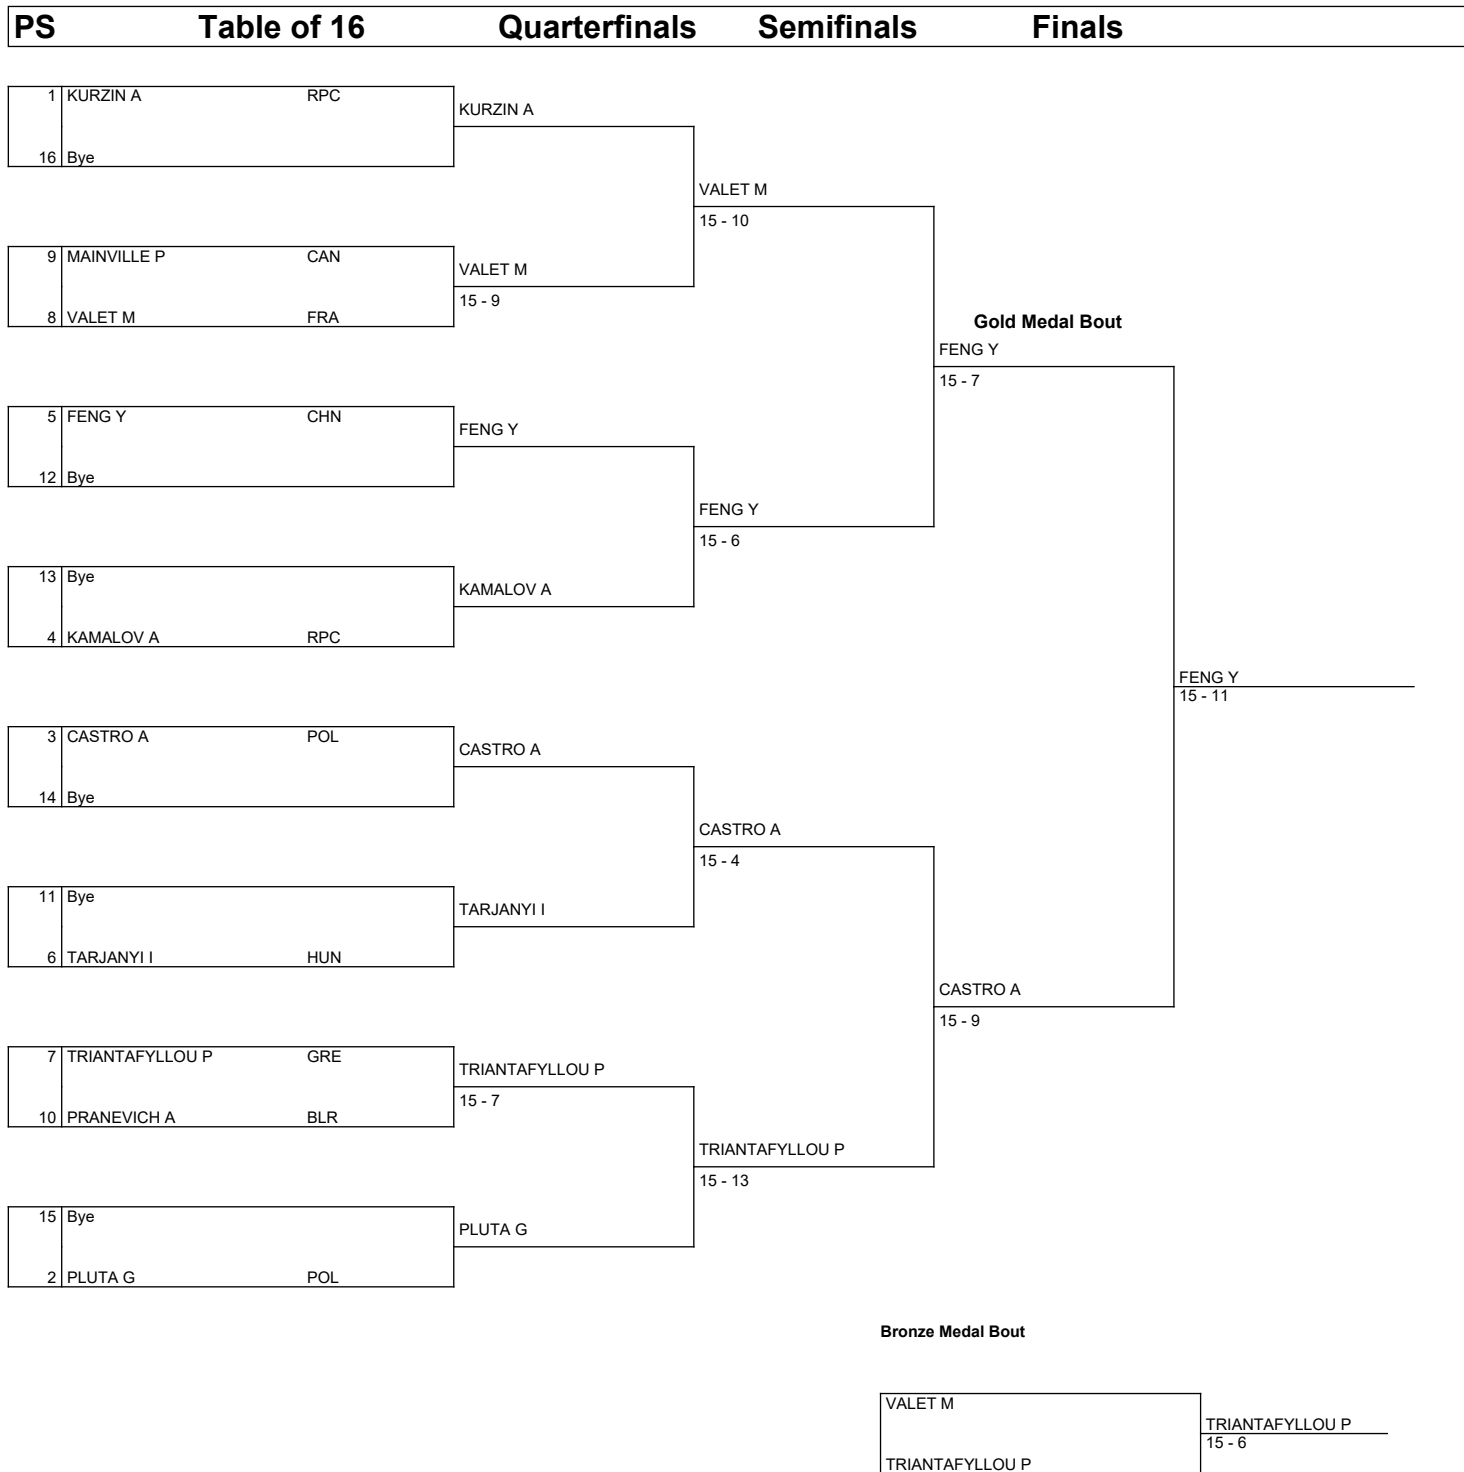 PS Table of 16 Quarterfinals Semifinals Finals
1 KURZIN A RPC
KURZIN A
16 Bye
VALET M
15 - 10
9 MAINVILLE P CAN
VALET M
15 - 9
8 VALET M FRA
Gold Medal Bout
FENG Y
15 - 7
5 FENG Y CHN
FENG Y
12 Bye
FENG Y
15 - 6
13 Bye
KAMALOV A
4 KAMALOV A RPC
FENG Y
15 - 11
3 CASTRO A POL
CASTRO A
14 Bye
CASTRO A
15 - 4
11 Bye
TARJANYI I
6 TARJANYI I HUN
CASTRO A
15 - 9
7 TRIANTAFYLLOU P GRE
TRIANTAFYLLOU P
15 - 7
10 PRANEVICH A BLR
TRIANTAFYLLOU P
15 - 13
15 Bye
PLUTA G
2 PLUTA G POL
Bronze Medal Bout
VALET M
TRIANTAFYLLOU P
15 - 6
TRIANTAFYLLOU P